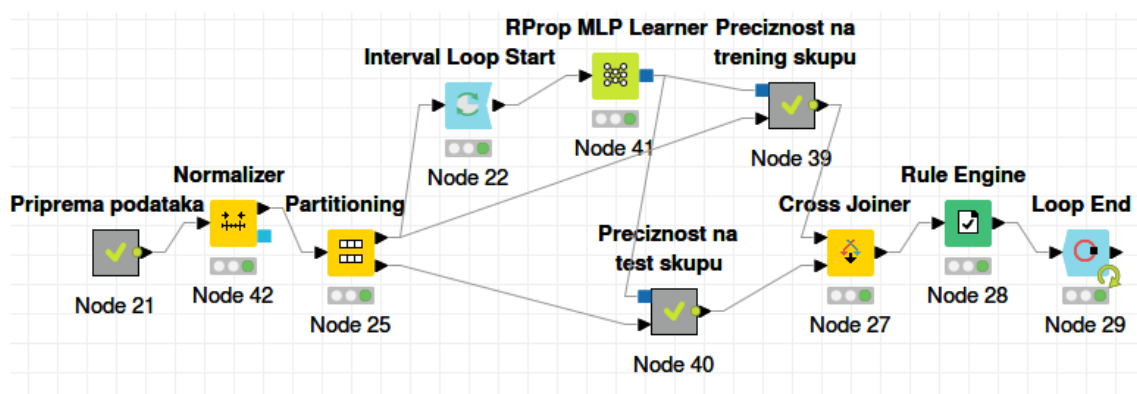 RProp MLP Learner
Preciznost na
trening skupu
Interval Loop Start
Node 41
Node 39
Node 22
Normalizer
Rule Engine
Priprema podataka
Partitioning
Cross Joiner
Loop End
Preciznost na
test skupu
Node 21
Node 42
Node 25
Node 28
Node 27
Node 29
Node 40